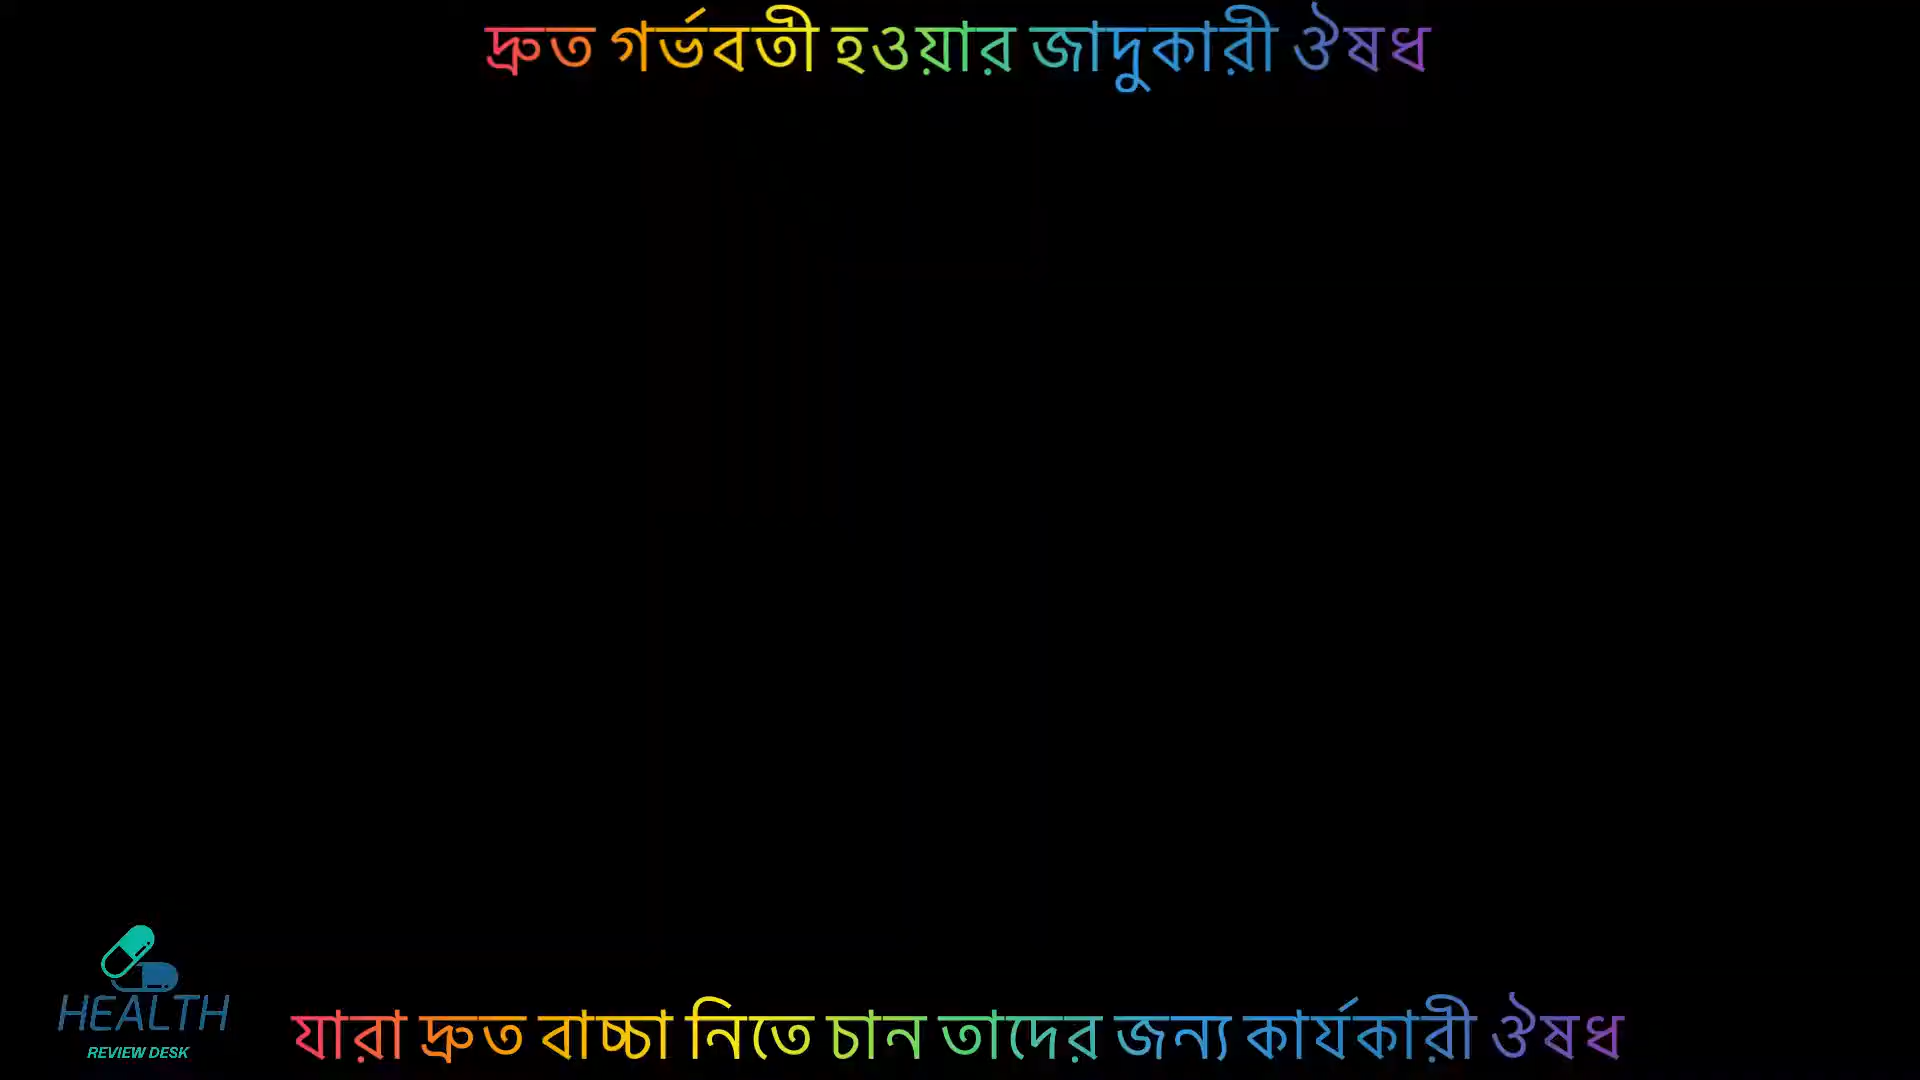 দ্রুত গর্ভবতী হওয়ার জাদুকারী ঔষধ
HEALTH
REVIEW DESK
যারা দ্রুত বাচ্চা নিতে চান তাদের জন্য কার্যকারী ঔষধ